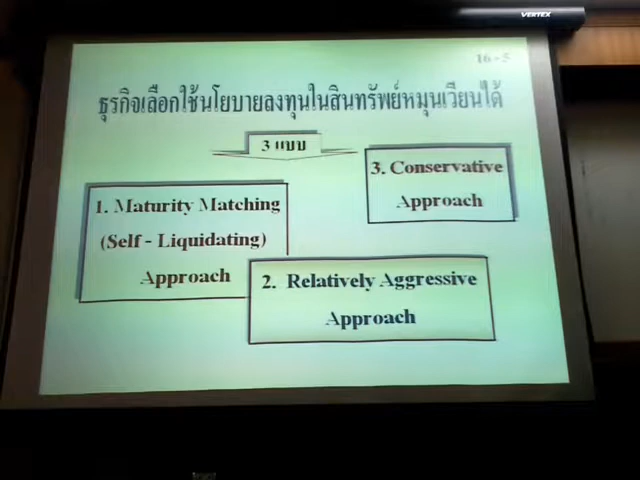 VERTEX
16 - 5
ธุรกิจเลือกใช้นโยบายลงทุนในสินทรัพย์หมุนเวียนได้
3 แบบ
1. Maturity Matching
(Self - Liquidating)
Approach
2. Relatively Aggressive
Approach
3. Conservative
Approach